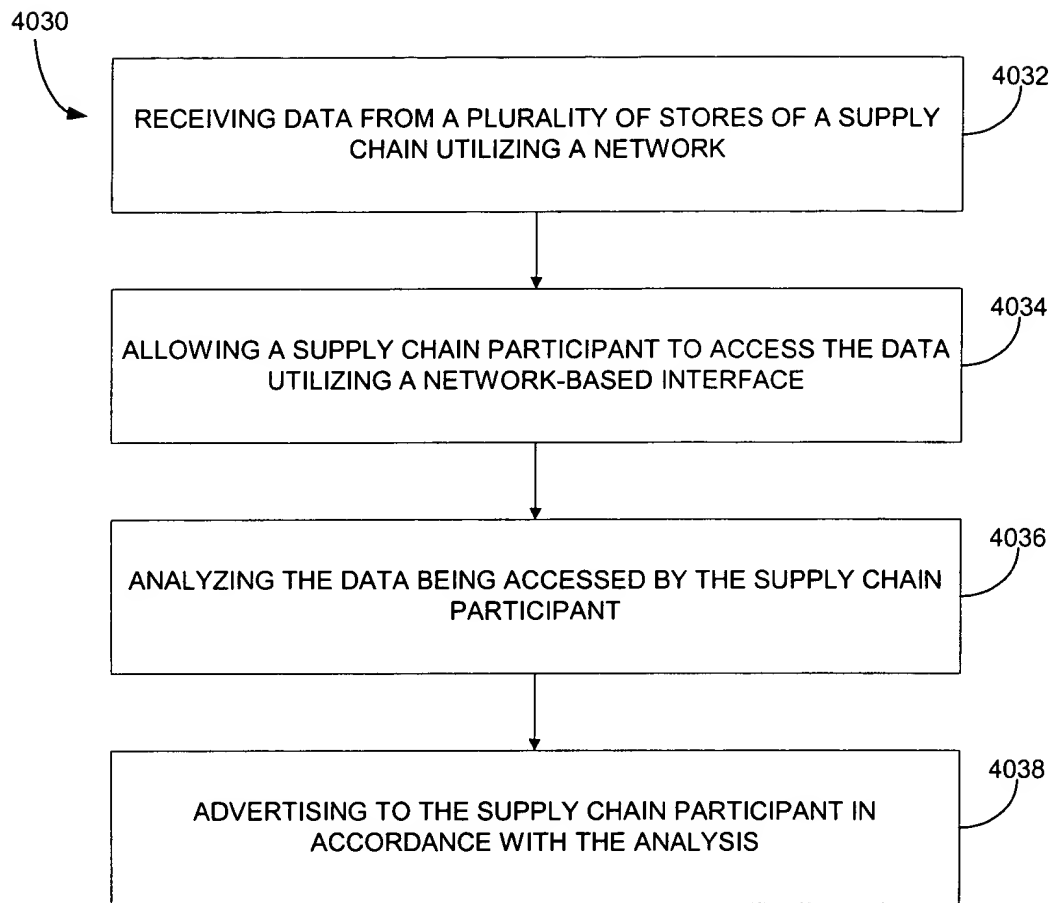 4030
4032
RECEIVING DATA FROM A PLURALITY OF STORES OF A SUPPLY
CHAIN UTILIZING A NETWORK
4034
ALLOWING A SUPPLY CHAIN PARTICIPANT TO ACCESS THE DATA
UTILIZING A NETWORK-BASED INTERFACE
4036
ANALYZING THE DATA BEING ACCESSED BY THE SUPPLY CHAIN
PARTICIPANT
4038
ADVERTISING TO THE SUPPLY CHAIN PARTICIPANT IN
ACCORDANCE WITH THE ANALYSIS